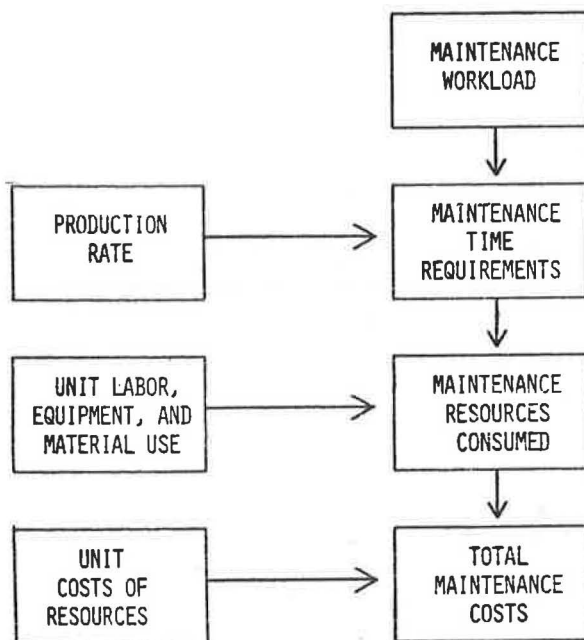 MAINTENANCE
WORKLOAD
PRODUCTION
RATE
MAINTENANCE
TIME
REQUIREMENTS
UNIT LABOR,
EQUIPMENT, AND
MATERIAL USE
MAINTENANCE
RESOURCES
CONSUMED
UNIT
COSTS OF
RESOURCES
TOTAL
MAINTENANCE
COSTS